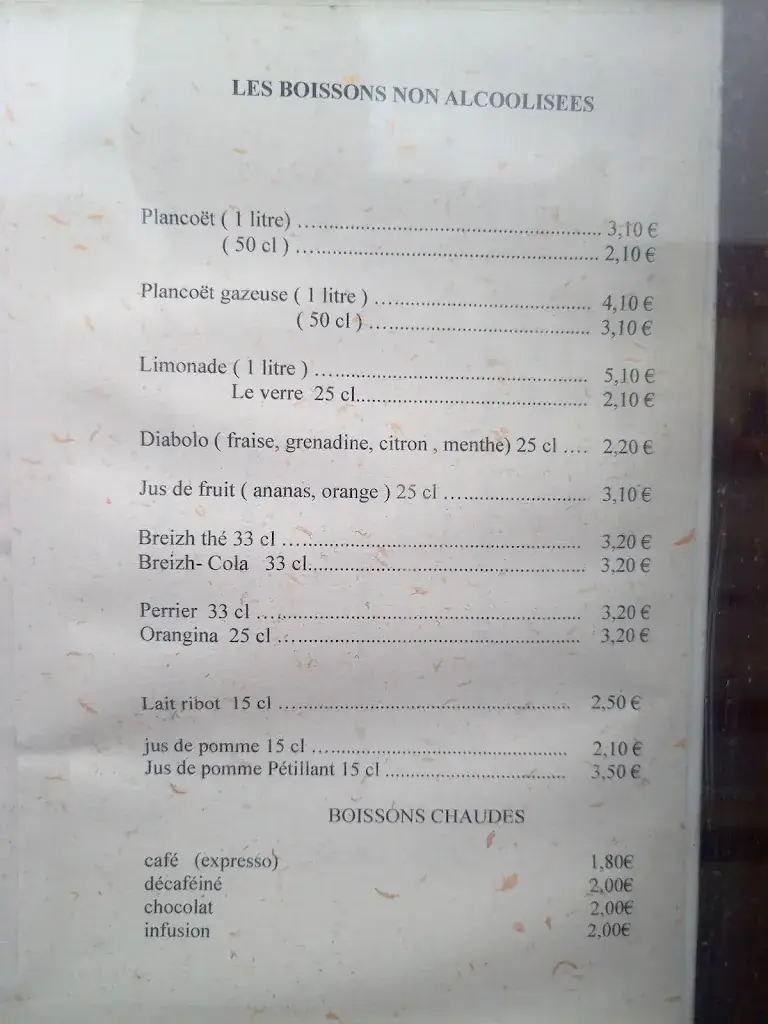 LES BOISSONS NON ALCOOLISEES
Plancoët ( 1 litre) ........................................................ 3,10 €
( 50 cl ) ........................................................ 2,10 €
Plancoët gazeuse ( 1 litre ) ........................................ 4,10 €
( 50 cl ) ........................................ 3,10 €
Limonade ( 1 litre ) .................................................. 5,10 €
Le verre 25 cl........................................... 2,10 €
Diabolo ( fraise, grenadine, citron , menthe) 25 cl .... 2,20 €
Jus de fruit ( ananas, orange ) 25 cl ........................... 3,10 €
Breizh thé 33 cl ........................................................ 3,20 €
Breizh- Cola 33 cl................................................... 3,20 €
Perrier 33 cl ............................................................ 3,20 €
Orangina 25 cl ......................................................... 3,20 €
Lait ribot 15 cl ........................................................ 2,50 €
jus de pomme 15 cl ................................................ 2,10 €
Jus de pomme Pétillant 15 cl .................................. 3,50 €
BOISSONS CHAUDES
café (expresso) 1,80€
décaféiné 2,00€
chocolat 2,00€
infusion 2,00€